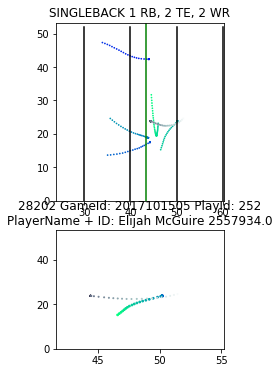 SINGLEBACK 1 RB, 2 TE, 2 WR
50
40
30
20
10
0
30 40 50 60
28202 GameId: 2017101505 PlayId: 252
PlayerName + ID: Elijah McGuire 2557934.0
40
20
0
45 50 55